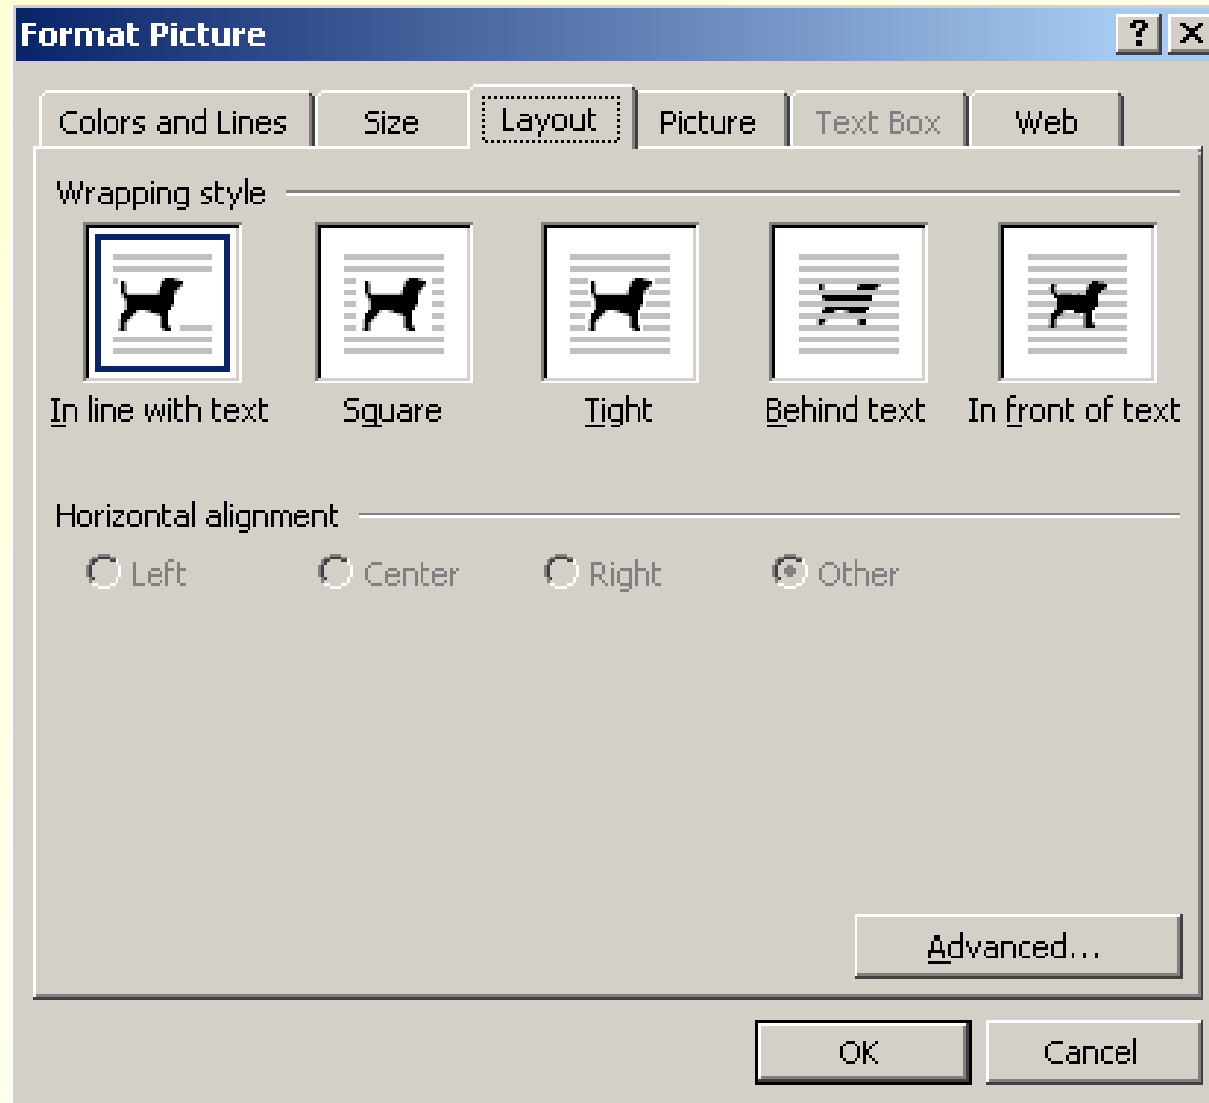 Format Picture ? X
Colors and Lines Size Layout Picture Text Box Web
Wrapping style
In line with text Square Tight Behind text In front of text
Horizontal alignment
Left Center Right Other
Advanced...
OK Cancel